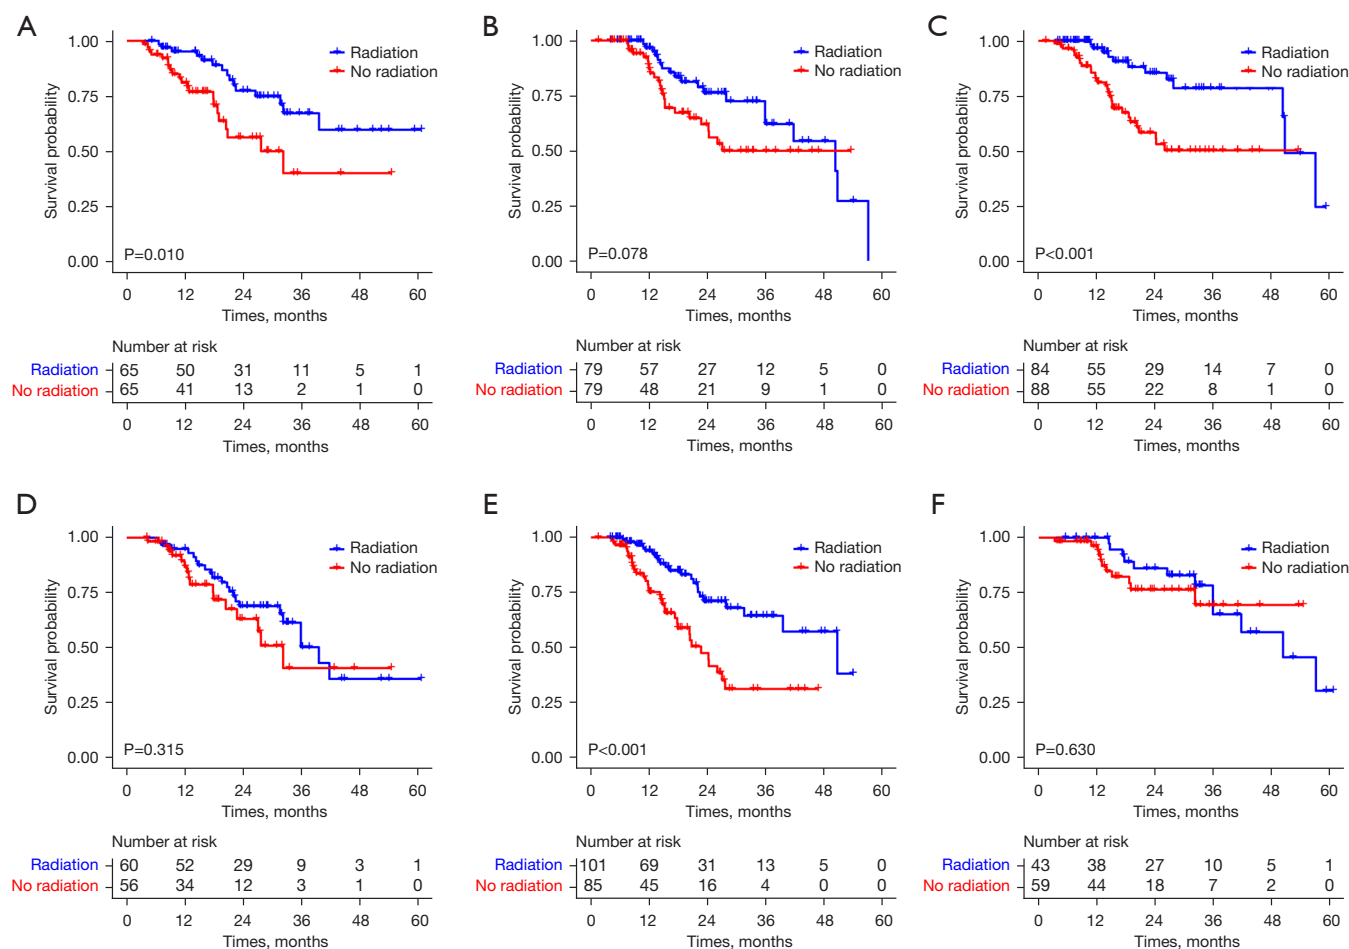 A
1.00
0.75
0.50
0.25
0.00
Survival probability
Radiation
No radiation
P=0.010
0 12 24 36 48 60
Times, months
Number at risk
Radiation 65 50 31 11 5 1
No radiation 65 41 13 2 1 0
0 12 24 36 48 60
Times, months
B
1.00
0.75
0.50
0.25
0.00
Survival probability
Radiation
No radiation
P=0.078
0 12 24 36 48 60
Times, months
Number at risk
Radiation 79 57 27 12 5 0
No radiation 79 48 21 9 1 0
0 12 24 36 48 60
Times, months
C
1.00
0.75
0.50
0.25
0.00
Survival probability
Radiation
No radiation
P<0.001
0 12 24 36 48 60
Times, months
Number at risk
Radiation 84 55 29 14 7 0
No radiation 88 55 22 8 1 0
0 12 24 36 48 60
Times, months
D
1.00
0.75
0.50
0.25
0.00
Survival probability
Radiation
No radiation
P=0.315
0 12 24 36 48 60
Times, months
Number at risk
Radiation 60 52 29 9 3 1
No radiation 56 34 12 3 1 0
0 12 24 36 48 60
Times, months
E
1.00
0.75
0.50
0.25
0.00
Survival probability
Radiation
No radiation
P<0.001
0 12 24 36 48 60
Times, months
Number at risk
Radiation 101 69 31 13 5 0
No radiation 85 45 16 4 0 0
0 12 24 36 48 60
Times, months
F
1.00
0.75
0.50
0.25
0.00
Survival probability
Radiation
No radiation
P=0.630
0 12 24 36 48 60
Times, months
Number at risk
Radiation 43 38 27 10 5 1
No radiation 59 44 18 7 2 0
0 12 24 36 48 60
Times, months